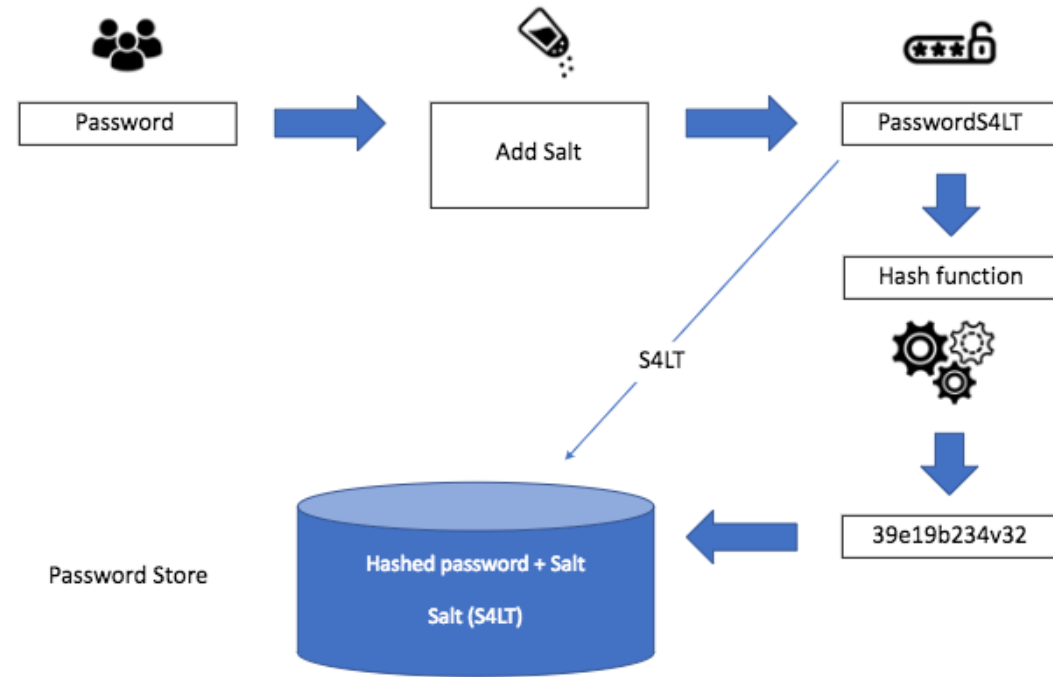 Password
Add Salt
PasswordS4LT
Hash function
S4LT
39e19b234v32
Password Store
Hashed password + Salt
Salt (S4LT)